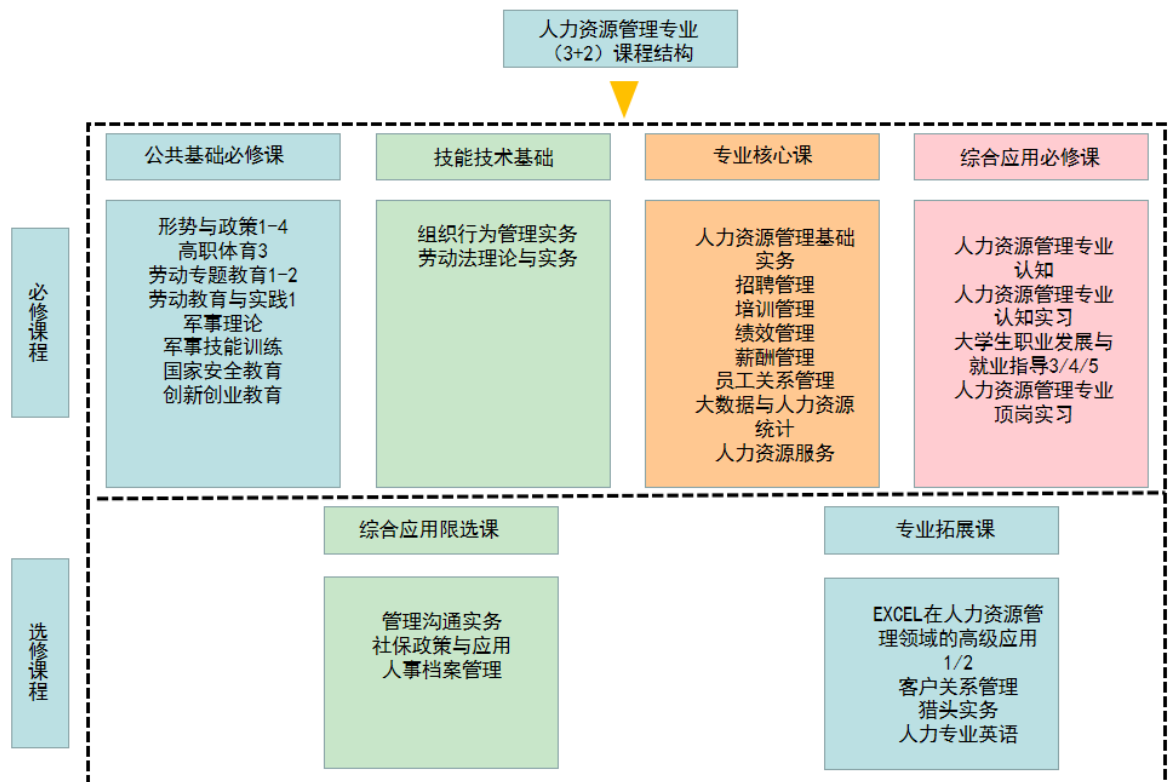 人力资源管理专业
（3+2）课程结构
公共基础必修课
技能技术基础
专业核心课
综合应用必修课
必修课程
形势与政策1-4
高职体育3
劳动专题教育1-2
劳动教育与实践1
军事理论
军事技能训练
国家安全教育
创新创业教育
组织行为管理实务
劳动法理论与实务
人力资源管理基础
实务
招聘管理
培训管理
绩效管理
薪酬管理
员工关系管理
大数据与人力资源
统计
人力资源服务
人力资源管理专业
认知
人力资源管理专业
认知实习
大学生职业发展与
就业指导3/4/5
人力资源管理专业
顶岗实习
选修课程
综合应用限选课
专业拓展课
管理沟通实务
社保政策与应用
人事档案管理
EXCEL在人力资源管
理领域的高级应用
1/2
客户关系管理
猎头实务
人力专业英语